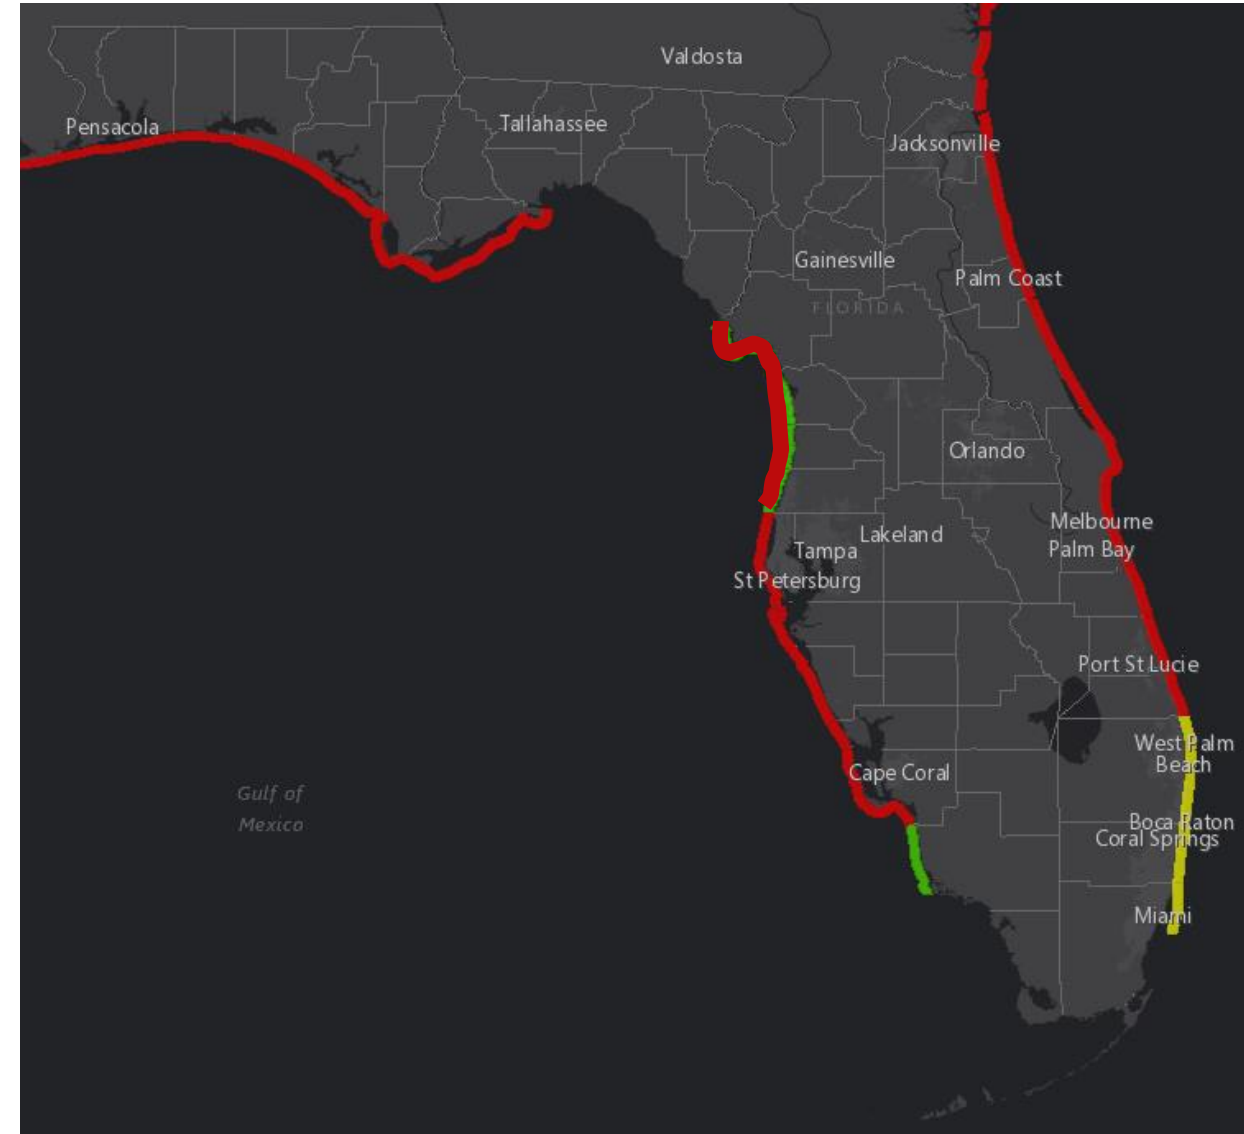 Valdosta
Pensacola
Tallahassee
Jacksonville
Gainesville
Palm Coast
FLORIDA
Orlando
Melbourne
Lakeland
Palm Bay
Tampa
St Petersburg
Port St Lucie
West Palm
Beach
Cape Coral
Gulf of
Mexico
Boca Raton
Coral Springs
Miami